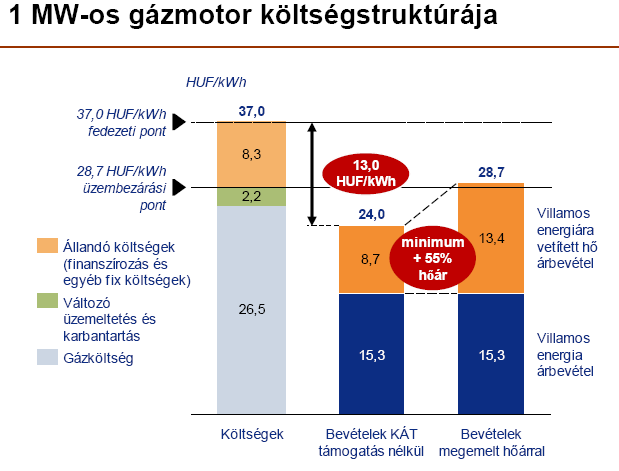 1 MW-os gázmotor költségstruktúrája
HUF/kWh
37,0 HUF/kWh
fedezeti pont
28,7 HUF/kWh
üzembezárási
pont
Állandó költségek
(finanszírozás és
egyéb fix költségek)
Változó
üzemeltetés és
karbantartás
Gázköltség
37,0
8,3
2,2
26,5
13,0
HUF/kWh
24,0
8,7
15,3
minimum
+ 55%
hőár
28,7
13,4
15,3
Villamos
energiára
vetített hő
árbevétel
Villamos
energia
árbevétel
Költségek
Bevételek KÁT
támogatás nélkül
Bevételek
megemelt hőárral